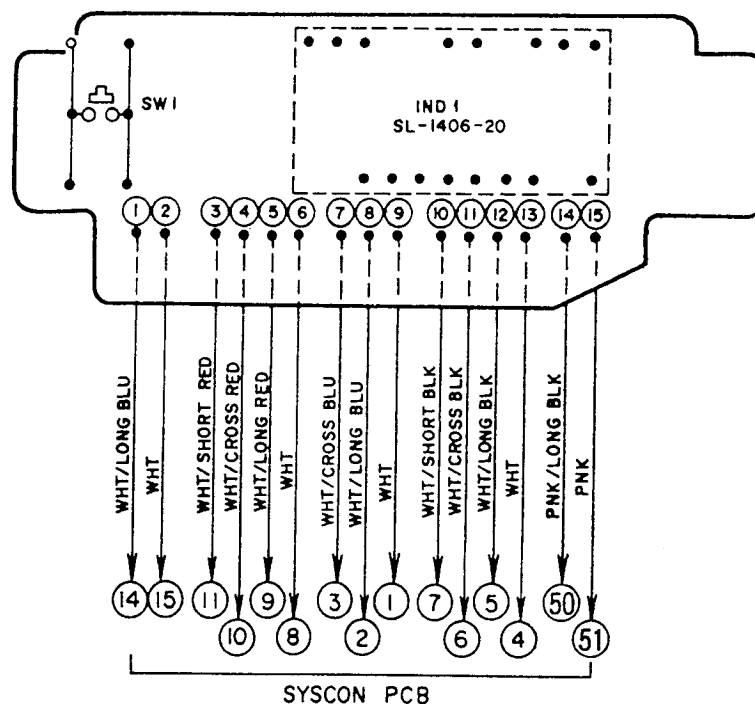 SW1
IND 1
SL-1406-20
1 2 3 4 5 6 7 8 9 10 11 12 13 14 15
WHT/LONG BLU
WHT
WHT/SHORT RED
WHT/CROSS RED
WHT/LONG RED
WHT
WHT/CROSS BLU
WHT/LONG BLU
WHT
WHT/SHORT BLK
WHT/CROSS BLK
WHT/LONG BLK
WHT
PNK/LONG BLK
PNK
14 15 11 9 3 1 7 5 50
10 8 2 6 4 51
SYSCON PCB